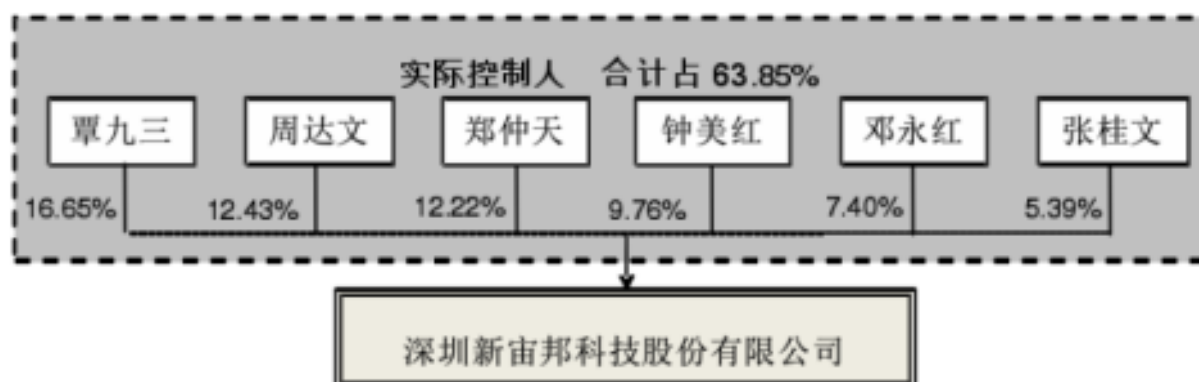 实际控制人 合计占 63.85%
覃九三 周达文 郑仲天 钟美红 邓永红 张桂文
16.65% 12.43% 12.22% 9.76% 7.40% 5.39%
深圳新宙邦科技股份有限公司